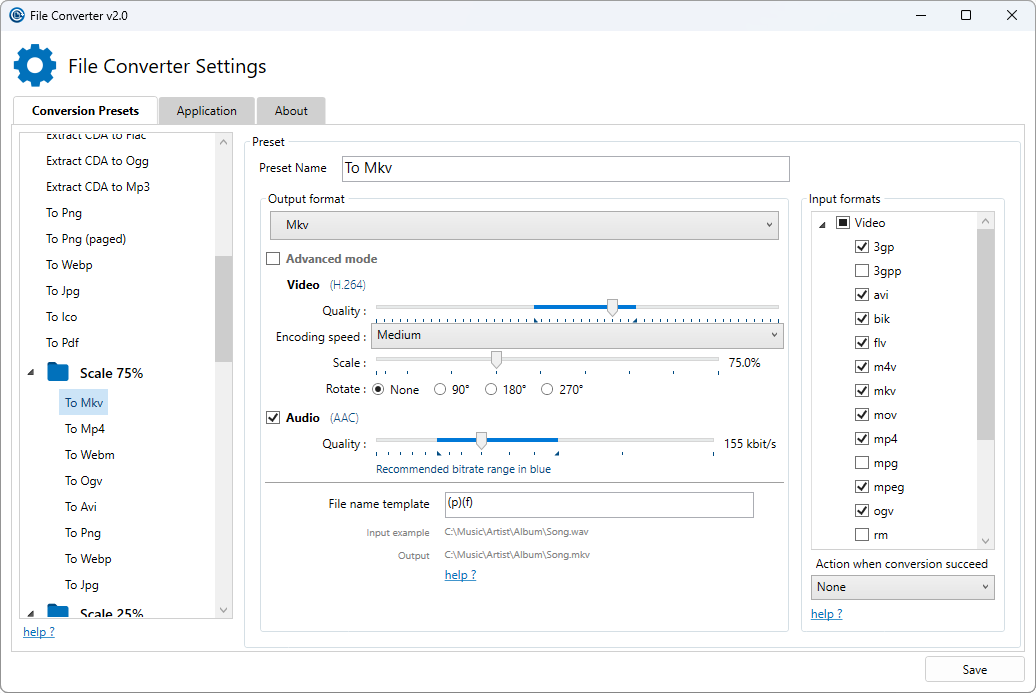 File Converter v2.0
File Converter Settings
Conversion Presets
Application
About
Extract CDA to Flac
Extract CDA to Ogg
Extract CDA to Mp3
To Png
To Png (paged)
To Webp
To Jpg
To Ico
To Pdf
Scale 75%
To Mkv
To Mp4
To Webm
To Ogv
To Avi
To Png
To Webp
To Jpg
Scale 25%
help ?
Preset
Preset Name To Mkv
Output format
Mkv
Advanced mode
Video (H.264)
Quality :
Encoding speed : Medium
Scale : 75.0%
Rotate : None 90° 180° 270°
Audio (AAC)
Quality : 155 kbit/s
Recommended bitrate range in blue
File name template (p)(f)
Input example C:\Music\Artist\Album\Song.wav
Output C:\Music\Artist\Album\Song.mkv
help ?
Input formats
Video
3gp
3gpp
avi
bik
flv
m4v
mkv
mov
mp4
mpg
mpeg
ogv
rm
Action when conversion succeed
None
help ?
Save